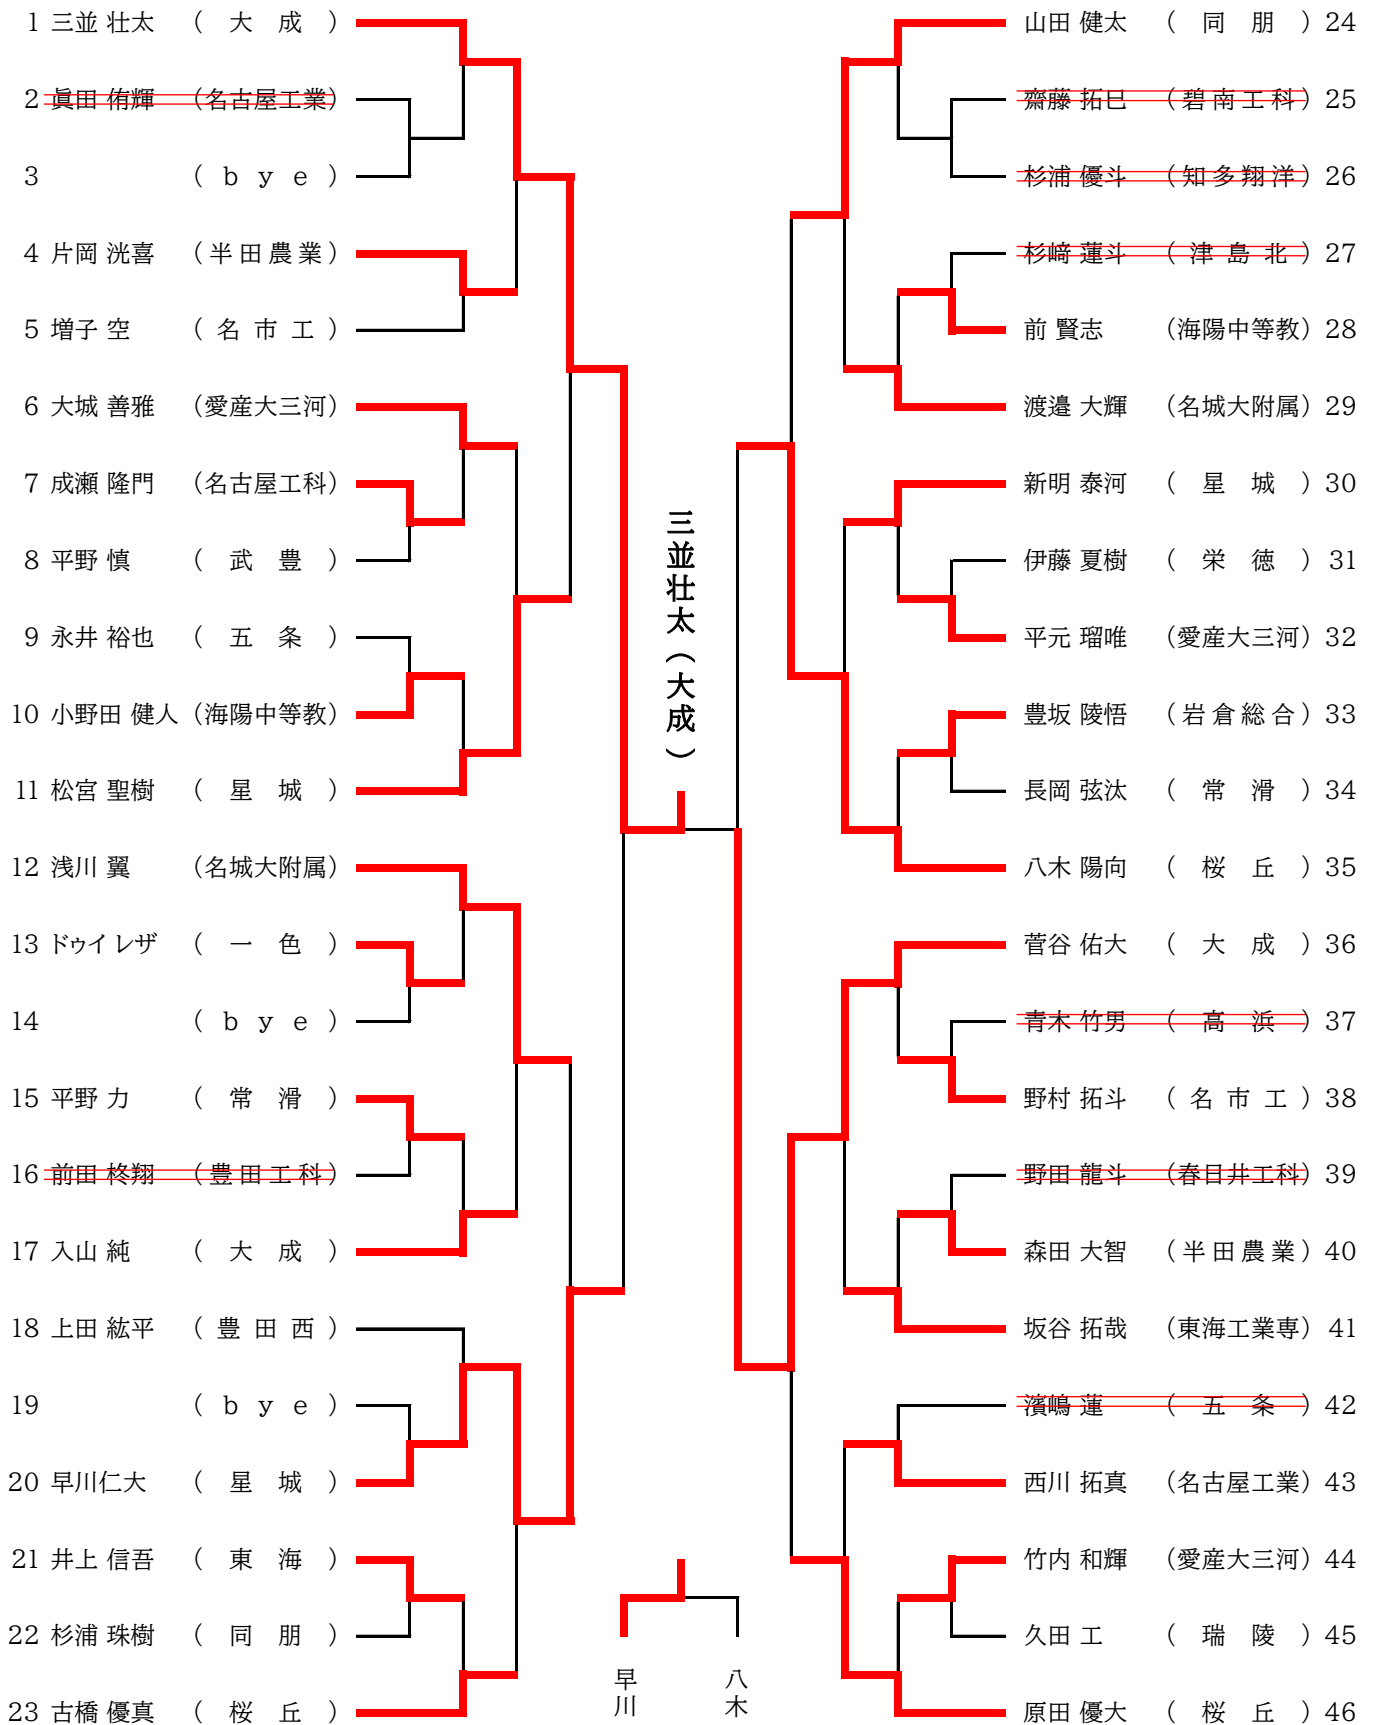 1 三並 壮太 （ 大 成 ）
2 眞田 侑輝 （名古屋工業）
3 （ b y e ）
4 片岡 洸喜 （半田農業）
5 増子 空 （ 名 市 工 ）
6 大城 善雅 （愛産大三河）
7 成瀬 隆門 （名古屋工科）
8 平野 慎 （ 武 豊 ）
9 永井 裕也 （ 五 条 ）
10 小野田 健人 （海陽中等教）
11 松宮 聖樹 （ 星 城 ）
12 浅川 翼 （名城大附属）
13 ドゥイ レザ （ 一 色 ）
14 （ b y e ）
15 平野 力 （ 常 滑 ）
16 前田 柊翔 （豊田工科）
17 入山 純 （ 大 成 ）
18 上田 紘平 （ 豊 田 西 ）
19 （ b y e ）
20 早川仁大 （ 星 城 ）
21 井上 信吾 （ 東 海 ）
22 杉浦 珠樹 （ 同 朋 ）
23 古橋 優真 （ 桜 丘 ）
三並壮太（大成）
早川
八木
山田 健太 （ 同 朋 ） 24
齋藤 拓巳 （碧南工科） 25
杉浦 優斗 （知多翔洋） 26
杉﨑 蓮斗 （ 津 島 北 ） 27
前 賢志 （海陽中等教） 28
渡邉 大輝 （名城大附属） 29
新明 泰河 （ 星 城 ） 30
伊藤 夏樹 （ 栄 徳 ） 31
平元 瑠唯 （愛産大三河） 32
豊坂 陵悟 （岩倉総合） 33
長岡 弦汰 （ 常 滑 ） 34
八木 陽向 （ 桜 丘 ） 35
菅谷 佑大 （ 大 成 ） 36
青木 竹男 （ 高 浜 ） 37
野村 拓斗 （ 名 市 工 ） 38
野田 龍斗 （春日井工科） 39
森田 大智 （半田農業） 40
坂谷 拓哉 （東海工業専） 41
濱嶋 蓮 （ 五 条 ） 42
西川 拓真 （名古屋工業） 43
竹内 和輝 （愛産大三河） 44
久田 工 （ 瑞 陵 ） 45
原田 優大 （ 桜 丘 ） 46